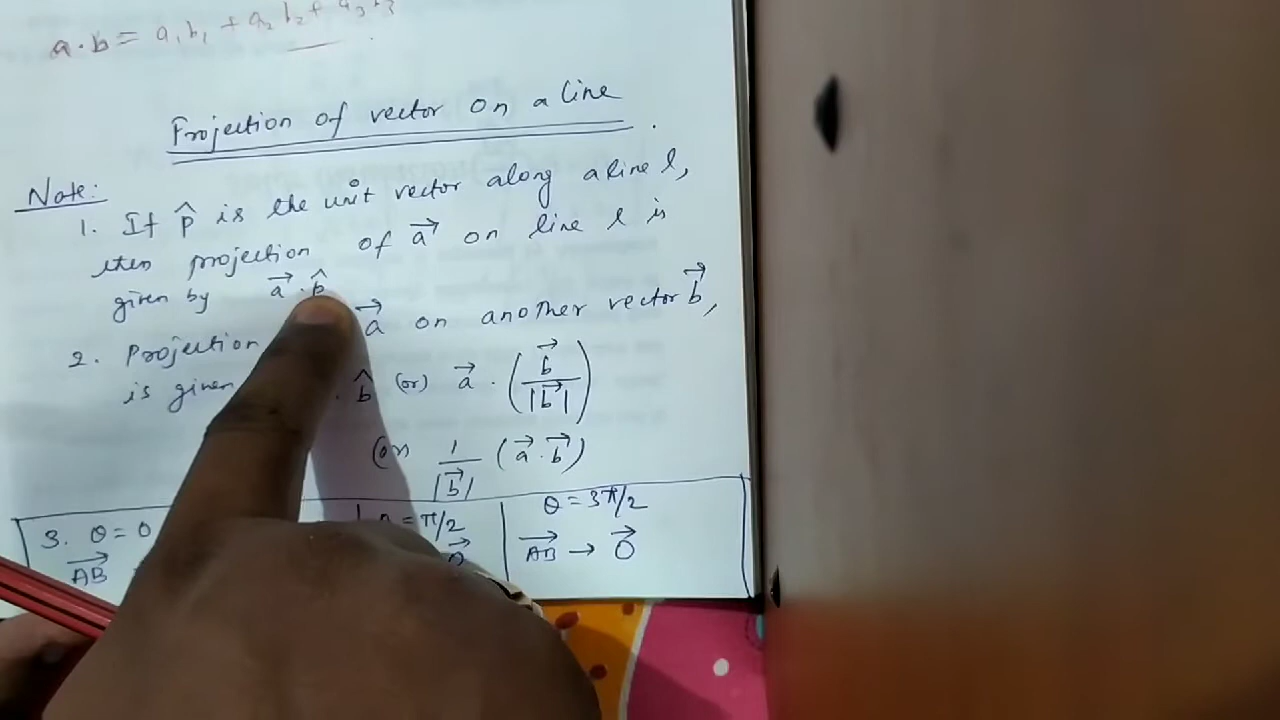 a · b = a₁b₁ + a₂b₂ + a₃b₃
Projection of vector on a line
Note:
1. If p̂ is the unit vector along a line l,
then projection of a⃗ on line l is
given by a⃗ · p̂
2. Projection a⃗ on another vector b⃗,
is given . b̂ (or) a⃗ · (b⃗ / |b⃗|)
(or) 1/|b⃗| (a⃗ · b⃗)
3. θ = 0 = π/2 θ = 3π/2
AB⃗ AB⃗ → 0⃗